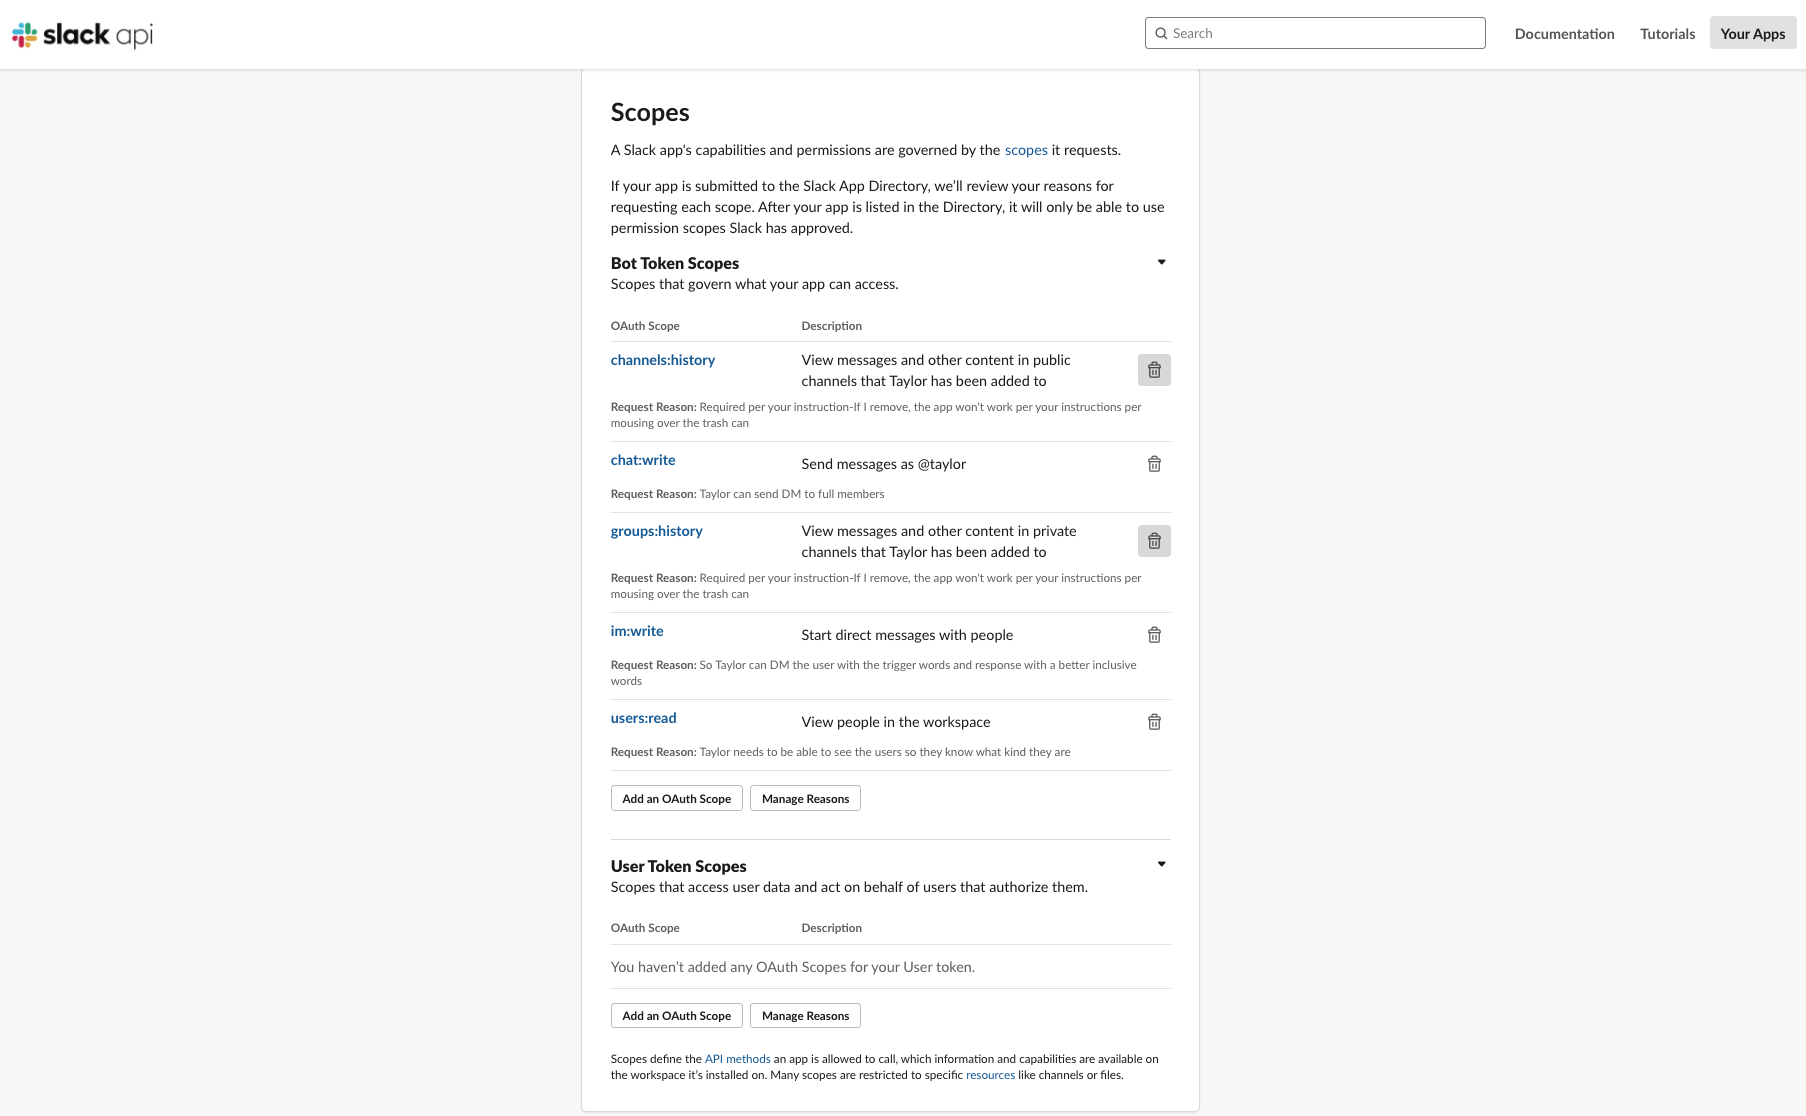 slack api
Search
Documentation
Tutorials
Your Apps
Scopes
A Slack app's capabilities and permissions are governed by the scopes it requests.
If your app is submitted to the Slack App Directory, we’ll review your reasons for
requesting each scope. After your app is listed in the Directory, it will only be able to use
permission scopes Slack has approved.
Bot Token Scopes
Scopes that govern what your app can access.
OAuth Scope Description
channels:history View messages and other content in public
channels that Taylor has been added to
Request Reason: Required per your instruction-If I remove, the app won't work per your instructions per
mousing over the trash can
chat:write Send messages as @taylor
Request Reason: Taylor can send DM to full members
groups:history View messages and other content in private
channels that Taylor has been added to
Request Reason: Required per your instruction-If I remove, the app won't work per your instructions per
mousing over the trash can
im:write Start direct messages with people
Request Reason: So Taylor can DM the user with the trigger words and response with a better inclusive
words
users:read View people in the workspace
Request Reason: Taylor needs to be able to see the users so they know what kind they are
Add an OAuth Scope Manage Reasons
User Token Scopes
Scopes that access user data and act on behalf of users that authorize them.
OAuth Scope Description
You haven’t added any OAuth Scopes for your User token.
Add an OAuth Scope Manage Reasons
Scopes define the API methods an app is allowed to call, which information and capabilities are available on
the workspace it’s installed on. Many scopes are restricted to specific resources like channels or files.